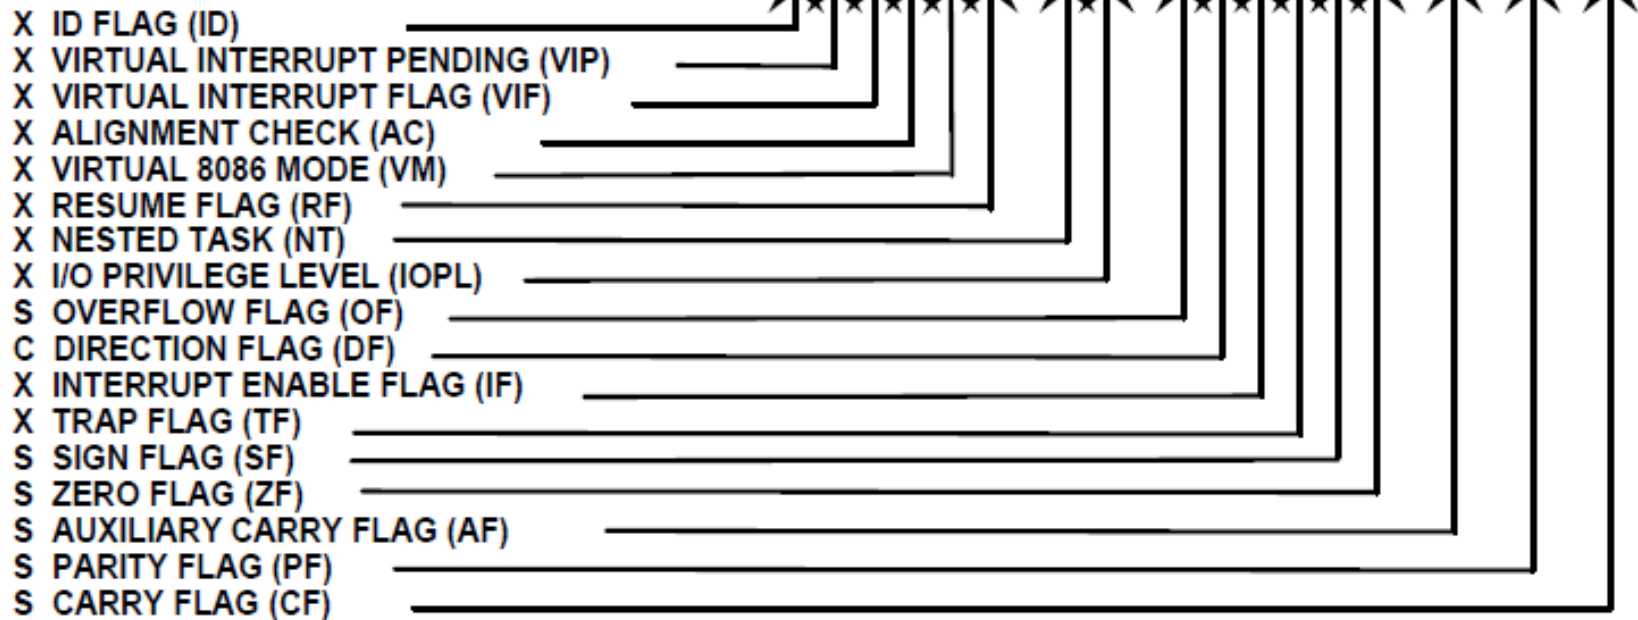 X ID FLAG (ID)
X VIRTUAL INTERRUPT PENDING (VIP)
X VIRTUAL INTERRUPT FLAG (VIF)
X ALIGNMENT CHECK (AC)
X VIRTUAL 8086 MODE (VM)
X RESUME FLAG (RF)
X NESTED TASK (NT)
X I/O PRIVILEGE LEVEL (IOPL)
S OVERFLOW FLAG (OF)
C DIRECTION FLAG (DF)
X INTERRUPT ENABLE FLAG (IF)
X TRAP FLAG (TF)
S SIGN FLAG (SF)
S ZERO FLAG (ZF)
S AUXILIARY CARRY FLAG (AF)
S PARITY FLAG (PF)
S CARRY FLAG (CF)